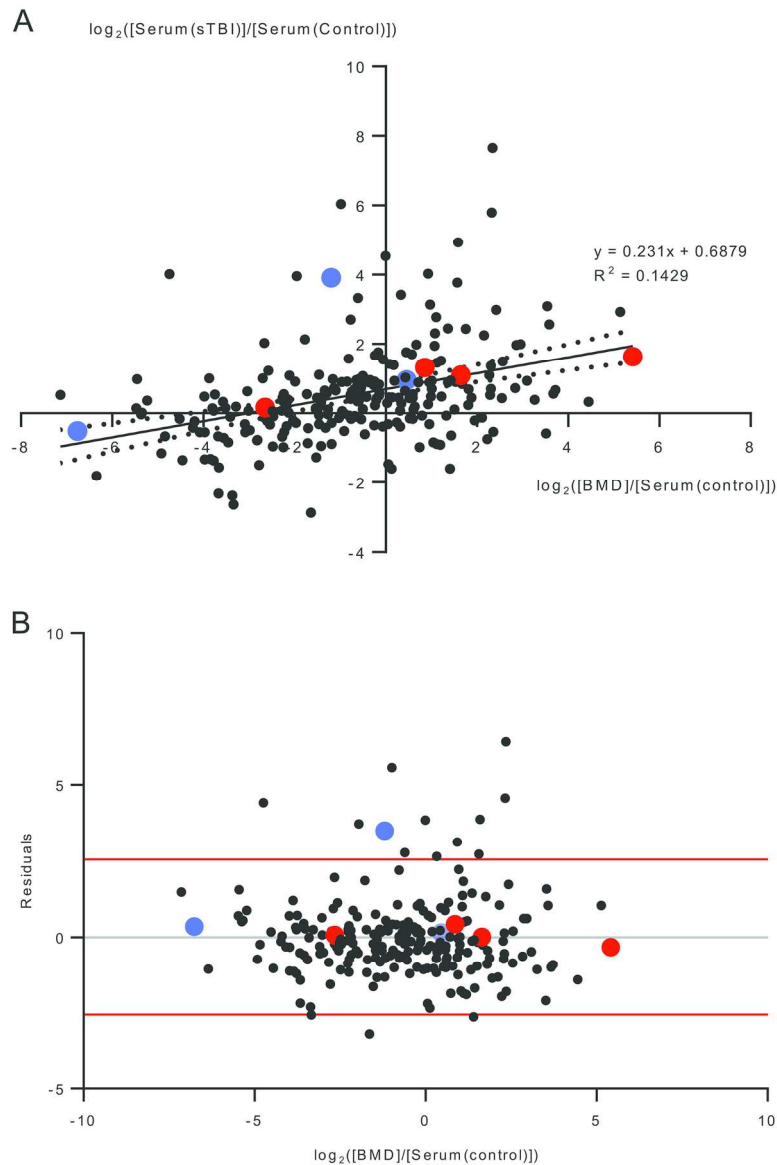 A
log₂([Serum(sTBI)]/[Serum(Control)])
10
8
6
y = 0.231x + 0.6879
R² = 0.1429
4
2
-8 -6 -4 -2 0 2 4 6 8
log₂([BMD]/[Serum(control)])
-2
-4
B
10
5
Residuals
0
-5
-10 -5 0 5 10
log₂([BMD]/[Serum(control)])